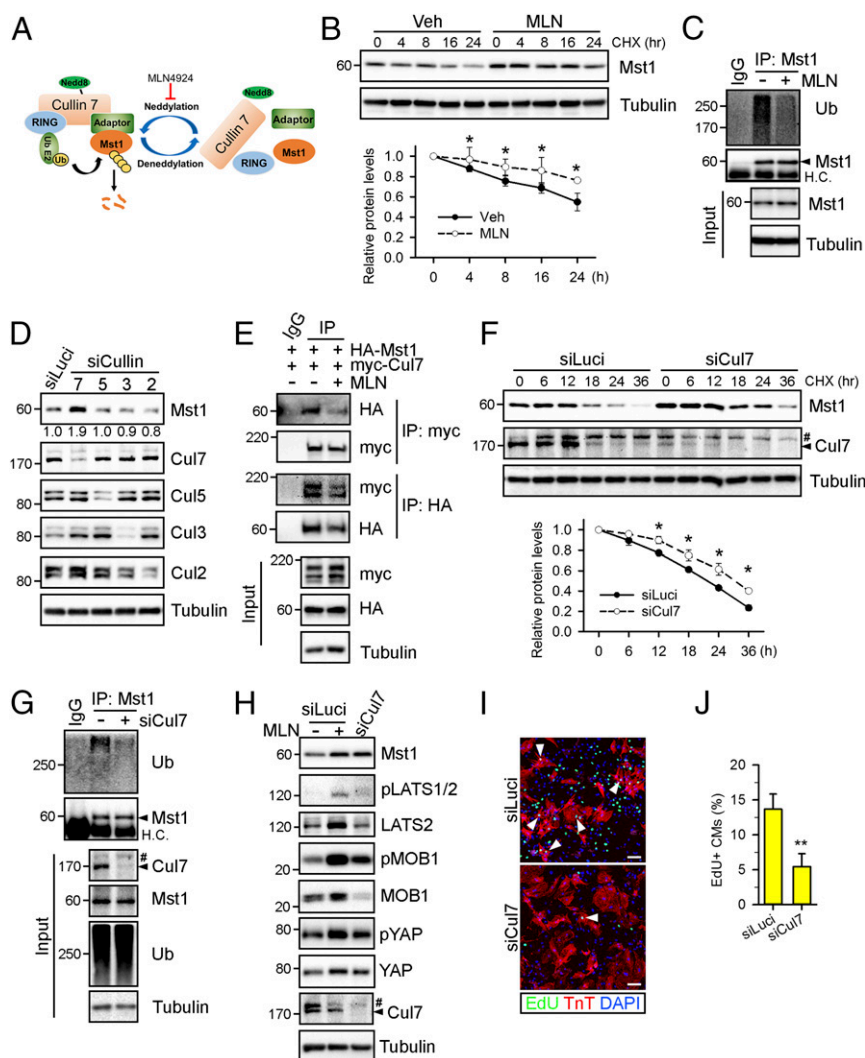 A
MLN4924
Nedd8
Cullin 7
Neddylation
RING
Adaptor
Ub E2
Ub
Mst1
Deneddylation
Nedd8
Cullin 7
Adaptor
RING
Mst1
B
Veh MLN
0 4 8 16 24 0 4 8 16 24 CHX (hr)
60 Mst1
Tubulin
Relative protein levels
1.2
1.0
0.8
0.6
0.4
0.2
0.0
* * * *
Veh
MLN
0 4 8 16 24 (h)
C
IgG IP: Mst1
- + MLN
250
170
Ub
60 Mst1
H.C.
Input
60 Mst1
Tubulin
D
siLuci siCullin
7 5 3 2
60 Mst1
1.0 1.9 1.0 0.9 0.8
170 Cul7
80 Cul5
80 Cul3
80 Cul2
Tubulin
E
IgG IP
+ + + HA-Mst1
+ + + myc-Cul7
- - + MLN
60 HA
220 myc
IP: myc
220 myc
60 HA
IP: HA
Input
220 myc
60 HA
Tubulin
F
siLuci siCul7
0 6 12 18 24 36 0 6 12 18 24 36 CHX (hr)
60 Mst1
#
170 Cul7
Tubulin
Relative protein levels
1.0
0.8
0.6
0.4
0.2
0.0
* * * *
siLuci
siCul7
0 6 12 18 24 36 (h)
G
IgG IP: Mst1
- + siCul7
250 Ub
60 Mst1
H.C.
Input
#
170 Cul7
60 Mst1
250 Ub
Tubulin
H
siLuci siCul7
MLN - + -
60 Mst1
120 pLATS1/2
120 LATS2
20 pMOB1
20 MOB1
80 pYAP
80 YAP
#
170 Cul7
Tubulin
I
siLuci
siCul7
EdU TnT DAPI
J
EdU+ CMs (%)
20
15
10
5
0
**
siLuci
siCul7